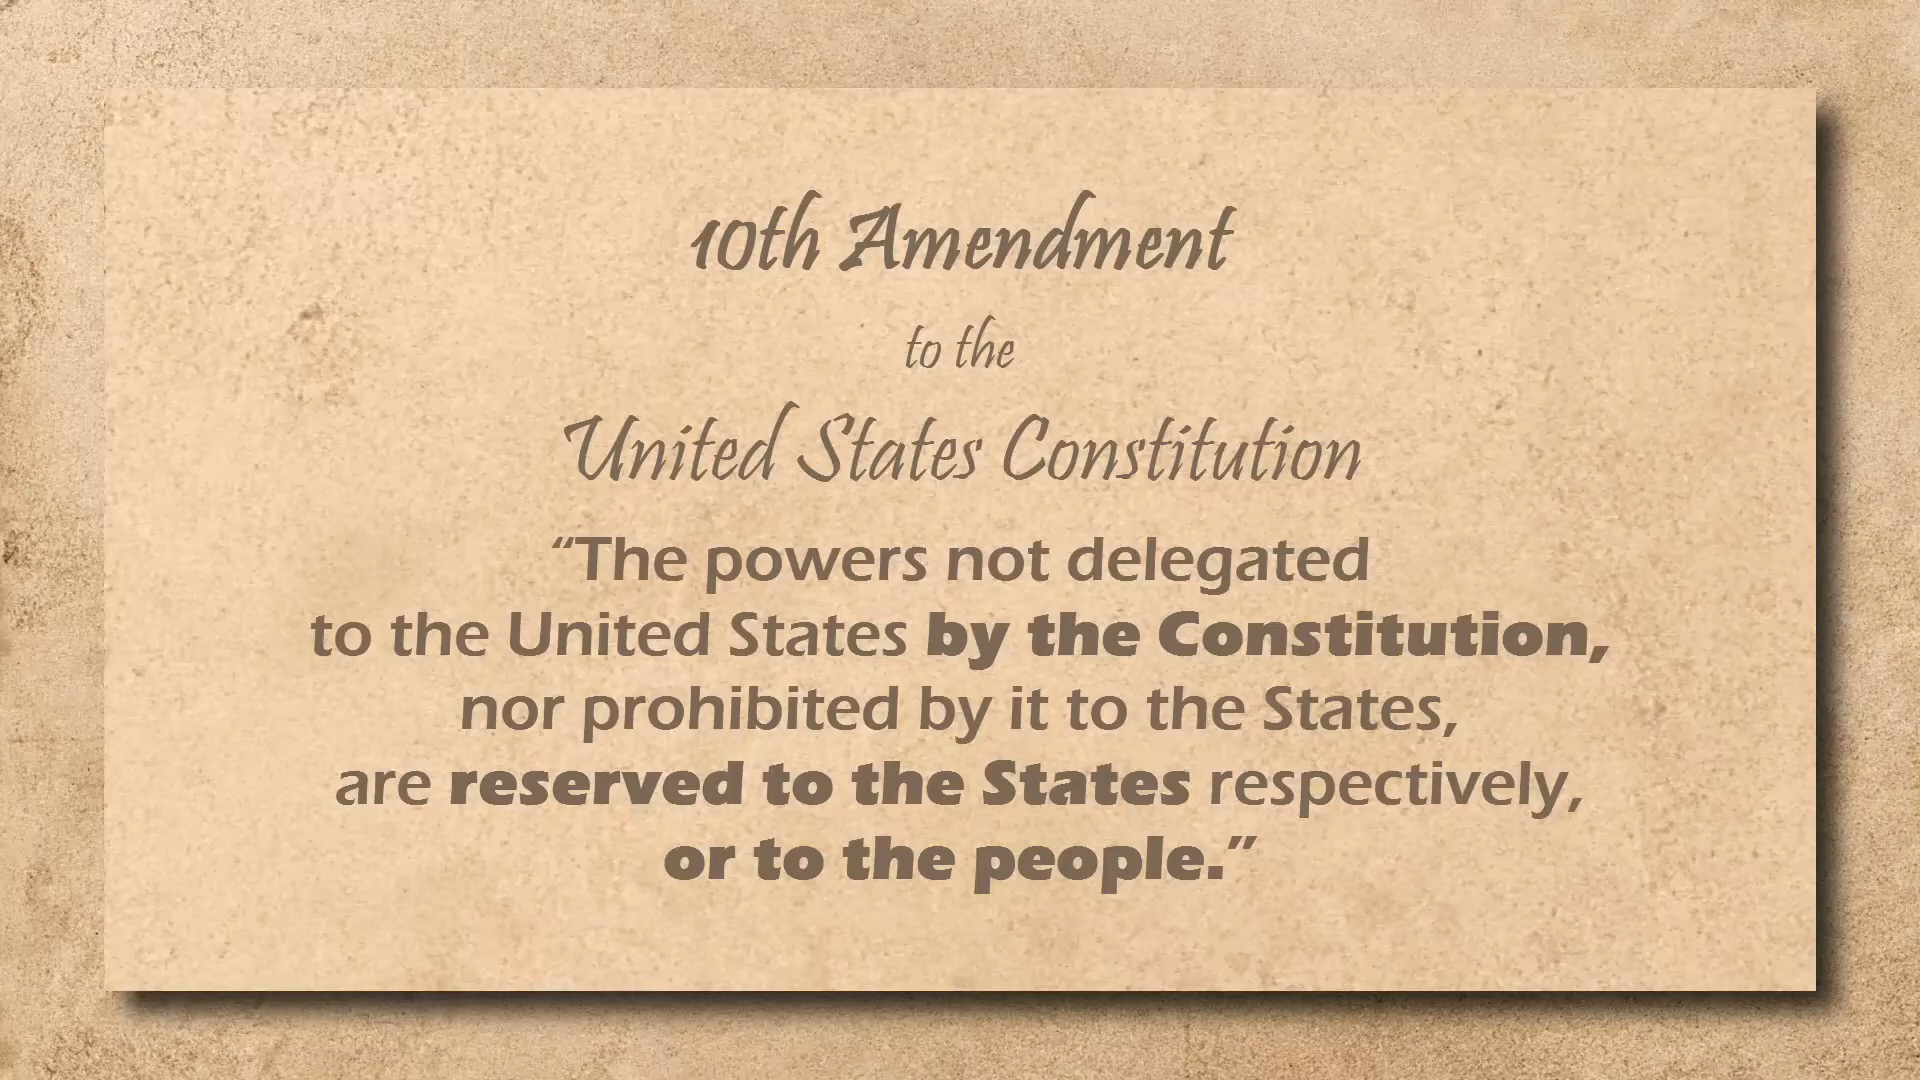 10th Amendment
to the
United States Constitution
“The powers not delegated
to the United States by the Constitution,
nor prohibited by it to the States,
are reserved to the States respectively,
or to the people.”